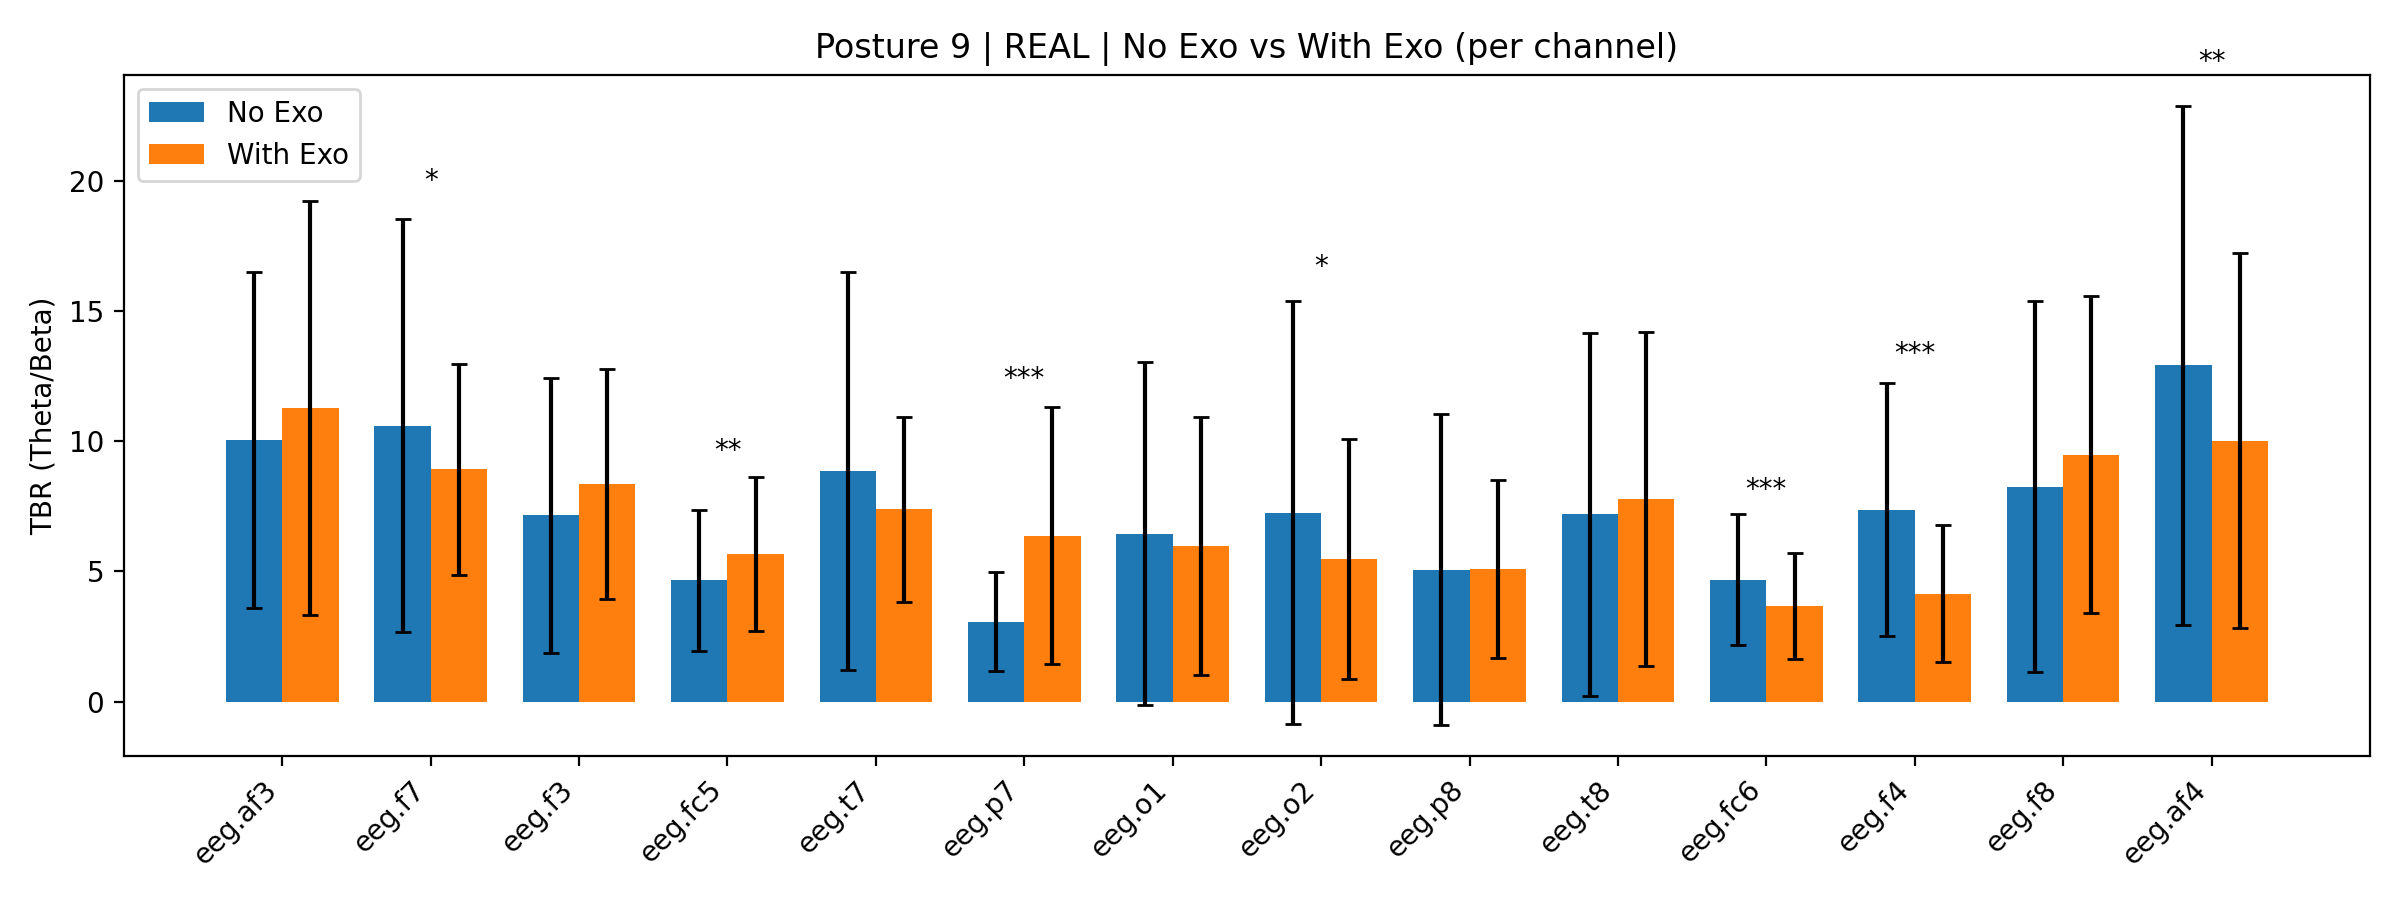 Posture 9 | REAL | No Exo vs With Exo (per channel)
No Exo
With Exo
TBR (Theta/Beta)
20
15
10
5
0
*
**
***
*
***
***
**
eeg.af3
eeg.f7
eeg.f3
eeg.fc5
eeg.t7
eeg.p7
eeg.o1
eeg.o2
eeg.p8
eeg.t8
eeg.fc6
eeg.f4
eeg.f8
eeg.af4